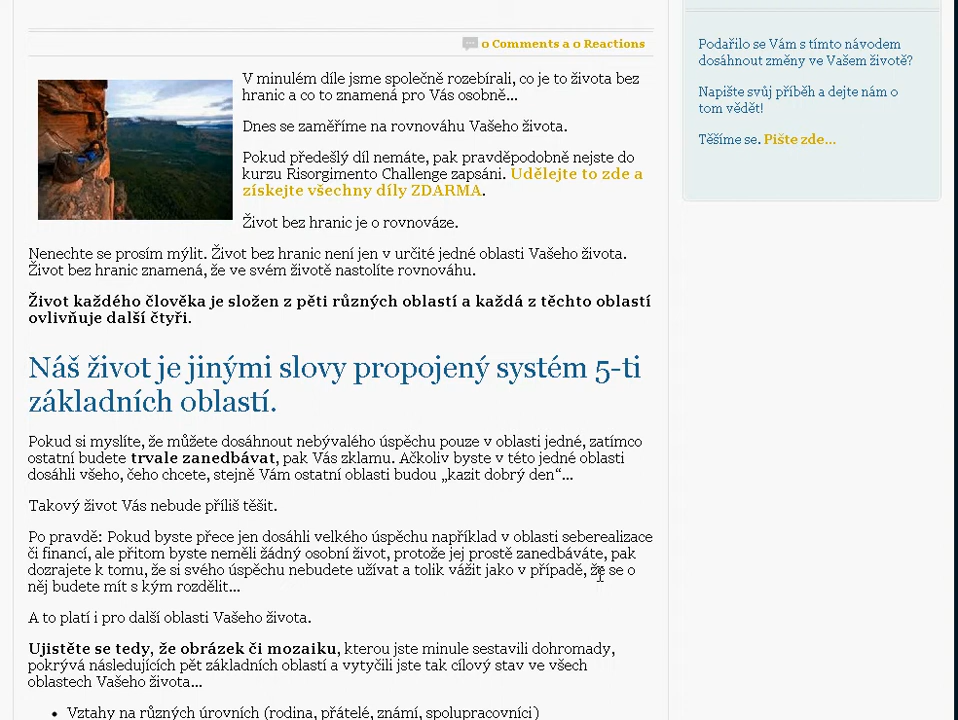 0 Comments a 0 Reactions
V minulém díle jsme společně rozebírali, co je to života bez
hranic a co to znamená pro Vás osobně...
Dnes se zaměříme na rovnováhu Vašeho života.
Pokud předešlý díl nemáte, pak pravděpodobně nejste do
kurzu Risorgimento Challenge zapsáni. Udělejte to zde a
získejte všechny díly ZDARMA.
Život bez hranic je o rovnováze.
Nenechte se prosím mýlit. Život bez hranic není jen v určité jedné oblasti Vašeho života.
Život bez hranic znamená, že ve svém životě nastolíte rovnováhu.
Život každého člověka je složen z pěti různých oblastí a každá z těchto oblastí
ovlivňuje další čtyři.
Náš život je jinými slovy propojený systém 5-ti
základních oblastí.
Pokud si myslíte, že můžete dosáhnout nebývalého úspěchu pouze v oblasti jedné, zatímco
ostatní budete trvale zanedbávat, pak Vás zklamu. Ačkoliv byste v této jedné oblasti
dosáhli všeho, čeho chcete, stejně Vám ostatní oblasti budou „kazit dobrý den“...
Takový život Vás nebude příliš těšit.
Po pravdě: Pokud byste přece jen dosáhli velkého úspěchu například v oblasti seberealizace
či financí, ale přitom byste neměli žádný osobní život, protože jej prostě zanedbáváte, pak
dozrajete k tomu, že si svého úspěchu nebudete užívat a tolik vážit jako v případě, že se o
něj budete mít s kým rozdělit...
A to platí i pro další oblasti Vašeho života.
Ujistěte se tedy, že obrázek či mozaiku, kterou jste minule sestavili dohromady,
pokrývá následujících pět základních oblastí a vytyčili jste tak cílový stav ve všech
oblastech Vašeho života...
• Vztahy na různých úrovních (rodina, přátelé, známí, spolupracovníci)
Podařilo se Vám s tímto návodem
dosáhnout změny ve Vašem životě?
Napište svůj příběh a dejte nám o
tom vědět!
Těšíme se. Pište zde...